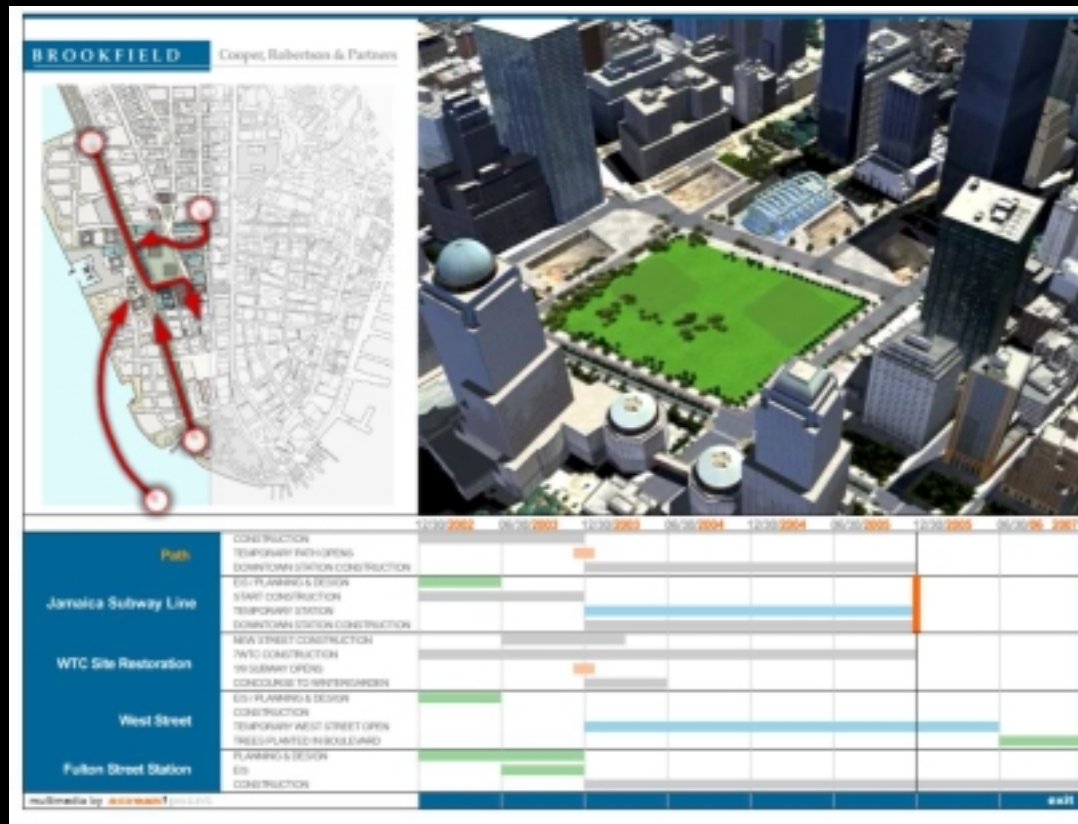 BROOKFIELD
Cooper, Robertson & Partners
12/30/2002 06/30/2003 12/30/2003 06/30/2004 12/30/2004 06/30/2005 12/30/2005 06/30/06 2007
Path
CONSTRUCTION
TEMPORARY PATH OPENS
DOWNTOWN STATION CONSTRUCTION
Jamaica Subway Line
EIS / PLANNING & DESIGN
START CONSTRUCTION
TEMPORARY STATION
DOWNTOWN STATION CONSTRUCTION
WTC Site Restoration
NEW STREET CONSTRUCTION
7WTC CONSTRUCTION
SUBWAY OPENS
CONCOURSE TO WINTERGARDEN
West Street
EIS / PLANNING & DESIGN
CONSTRUCTION
TEMPORARY WEST STREET OPEN
TREES PLANTED IN BOULEVARD
Fulton Street Station
PLANNING & DESIGN
EIS
CONSTRUCTION
multimedia by
exit